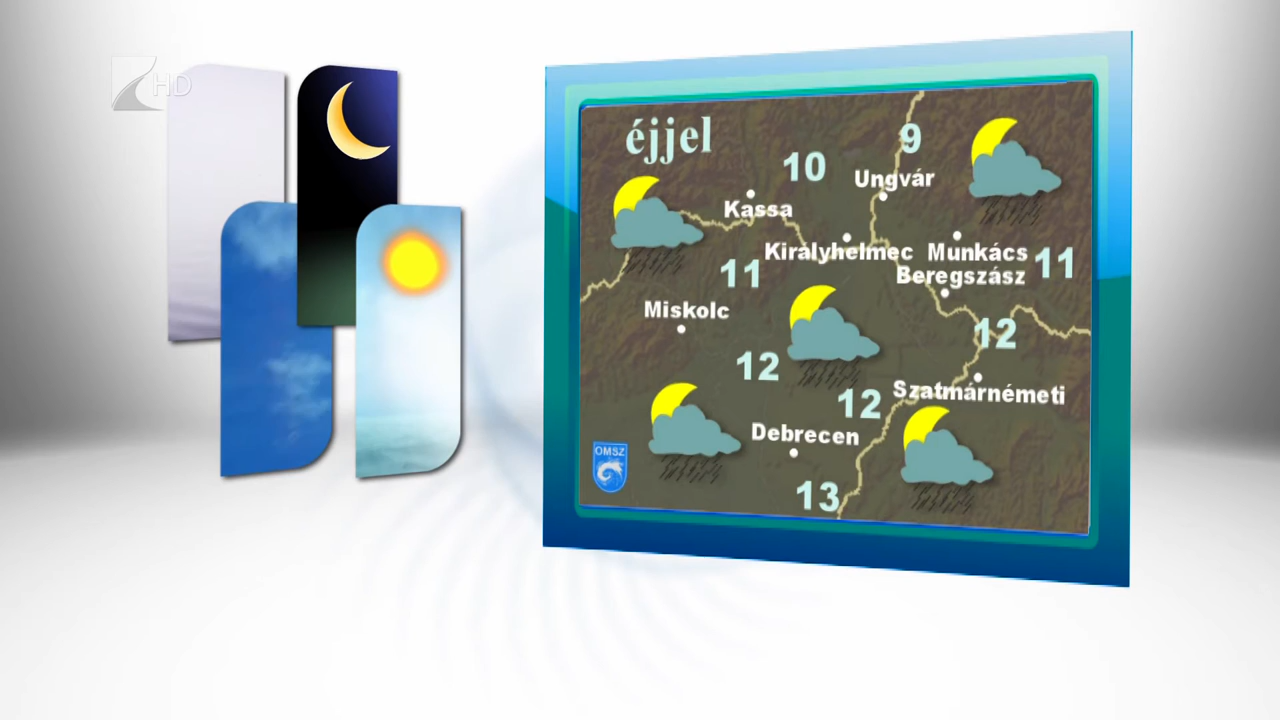 HD
éjjel
9
10
Ungvár
Kassa
Királyhelmec
Munkács
11
11
Beregszász
Miskolc
12
12
Szatmárnémeti
12
Debrecen
OMSZ
13